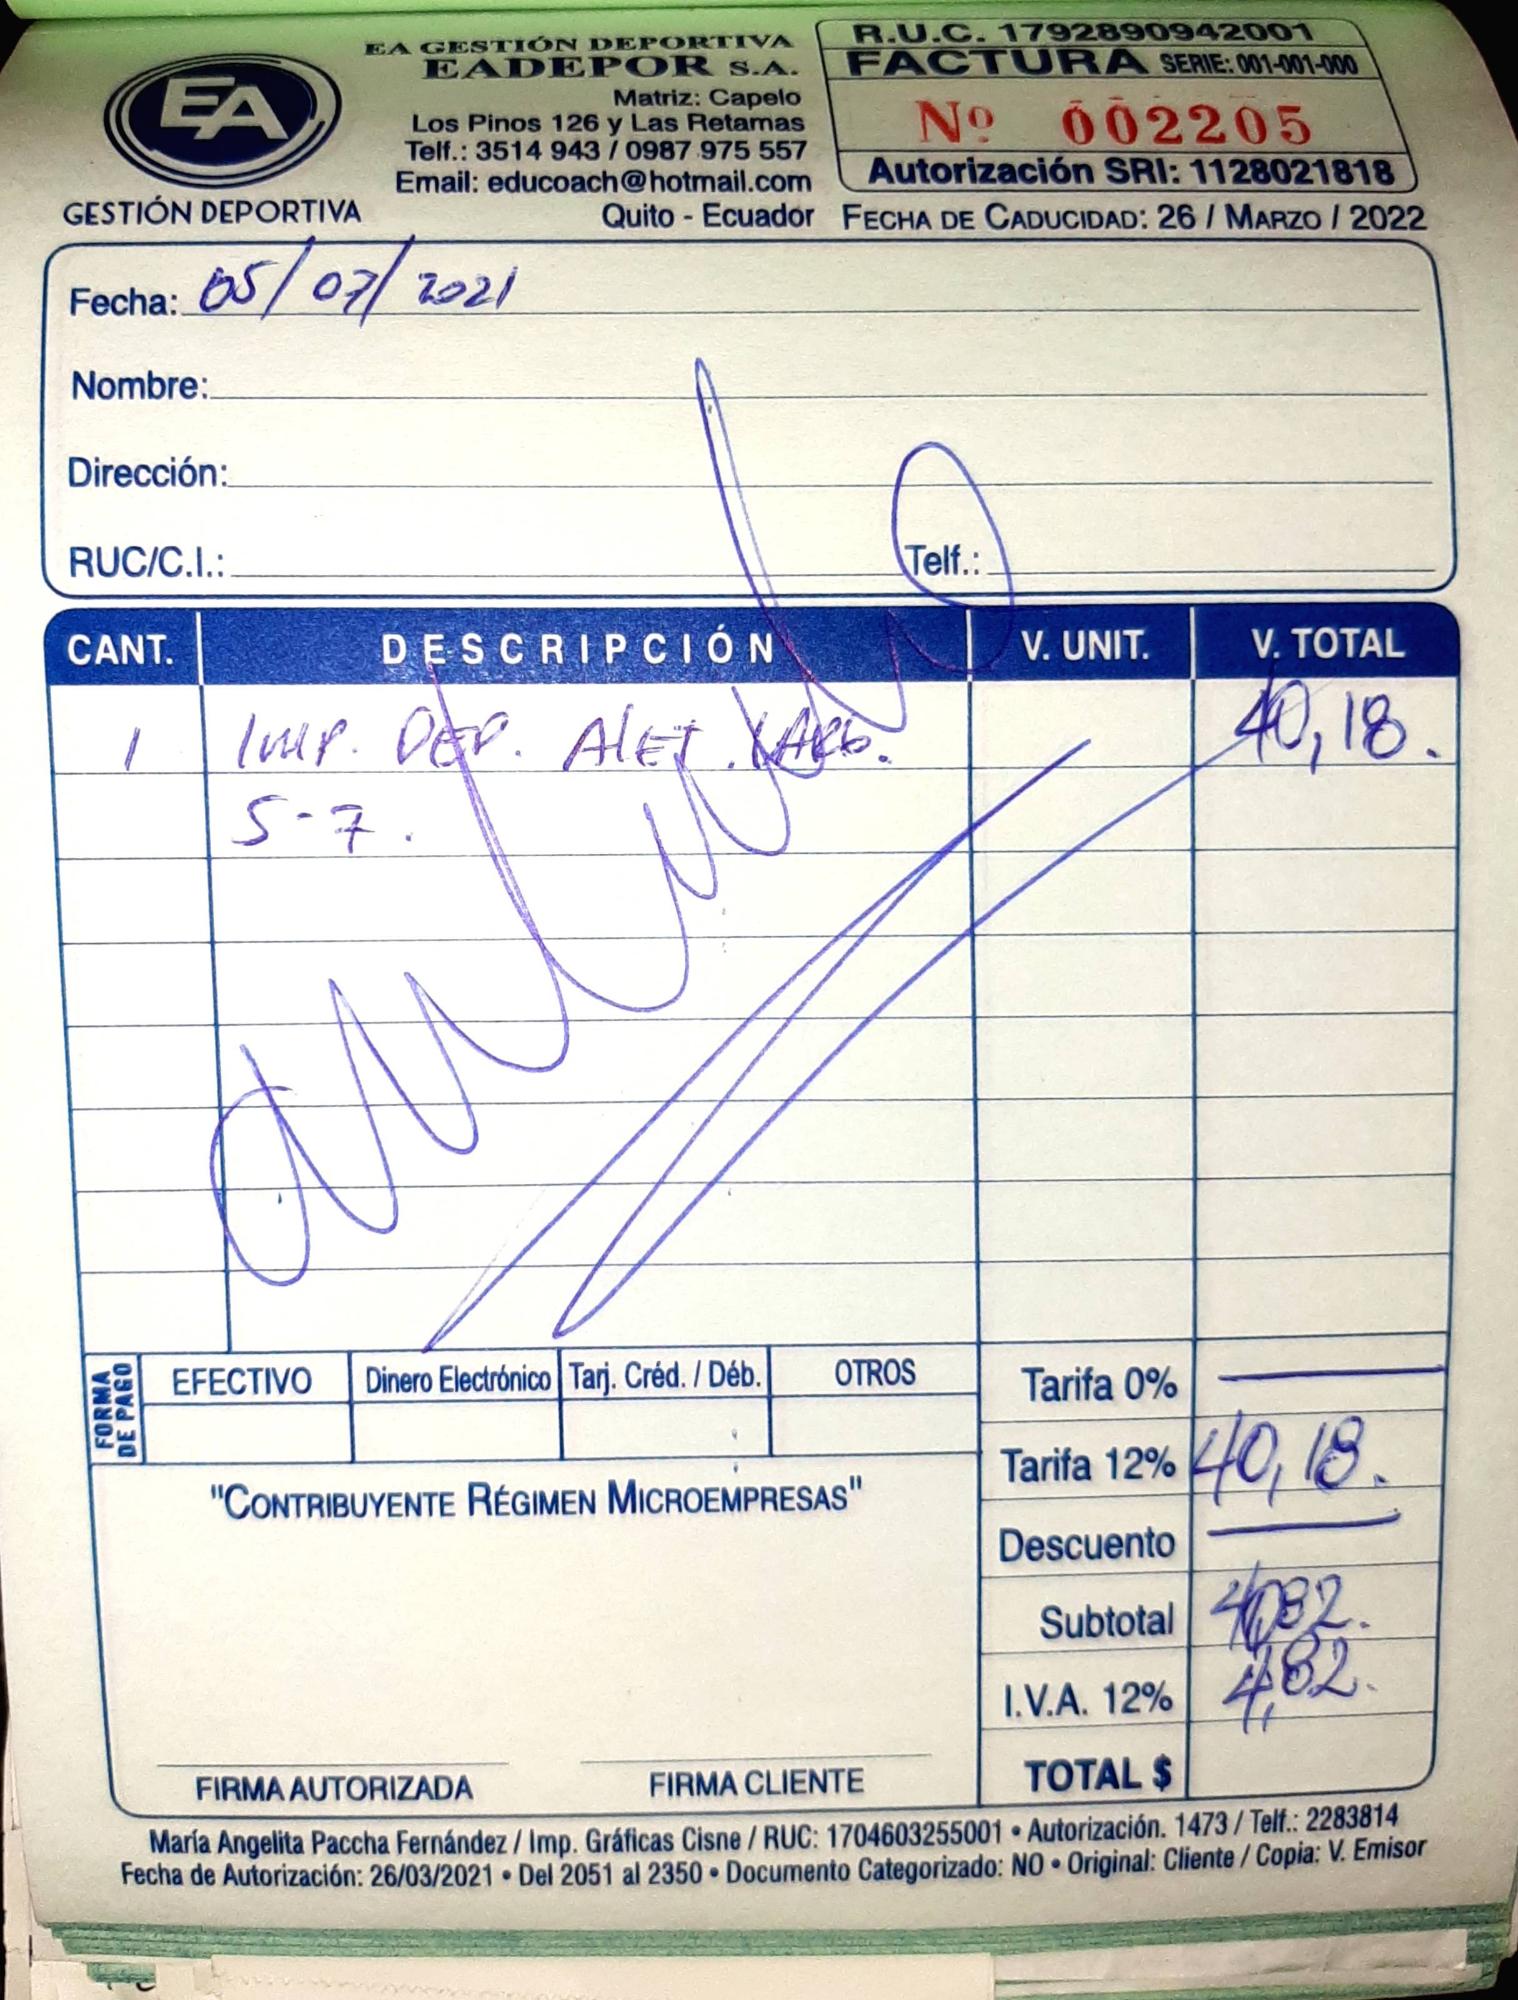 EA
GESTIÓN DEPORTIVA
EA GESTIÓN DEPORTIVA
EADEPOR S.A.
Matriz: Capelo
Los Pinos 126 y Las Retamas
Telf.: 3514 943 / 0987 975 557
Email: educoach@hotmail.com
Quito - Ecuador
R.U.C. 1792890942001
FACTURA SERIE: 001-001-000
Nº 002205
Autorización SRI: 1128021818
FECHA DE CADUCIDAD: 26 / MARZO / 2022
Fecha: 05/07/2021
Nombre:
Dirección:
RUC/C.I.: Telf.:
CANT. DESCRIPCIÓN V. UNIT. V. TOTAL
1 IMP. DEP. 40,18.
5-7.
Anulado
FORMA DE PAGO
EFECTIVO Dinero Electrónico Tarj. Créd. / Déb. OTROS
Tarifa 0%
Tarifa 12% 40,18.
Descuento
Subtotal
I.V.A. 12% 4,82.
TOTAL $
"CONTRIBUYENTE RÉGIMEN MICROEMPRESAS"
FIRMA AUTORIZADA FIRMA CLIENTE
María Angelita Paccha Fernández / Imp. Gráficas Cisne / RUC: 1704603255001 • Autorización. 1473 / Telf.: 2283814
Fecha de Autorización: 26/03/2021 • Del 2051 al 2350 • Documento Categorizado: NO • Original: Cliente / Copia: V. Emisor